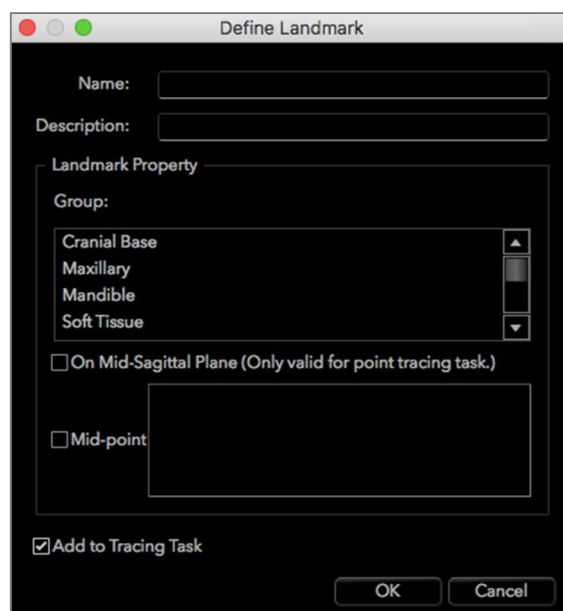 Define Landmark
Name:
Description:
Landmark Property
Group:
Cranial Base
Maxillary
Mandible
Soft Tissue
On Mid-Sagittal Plane (Only valid for point tracing task.)
Mid-point
Add to Tracing Task
OK Cancel